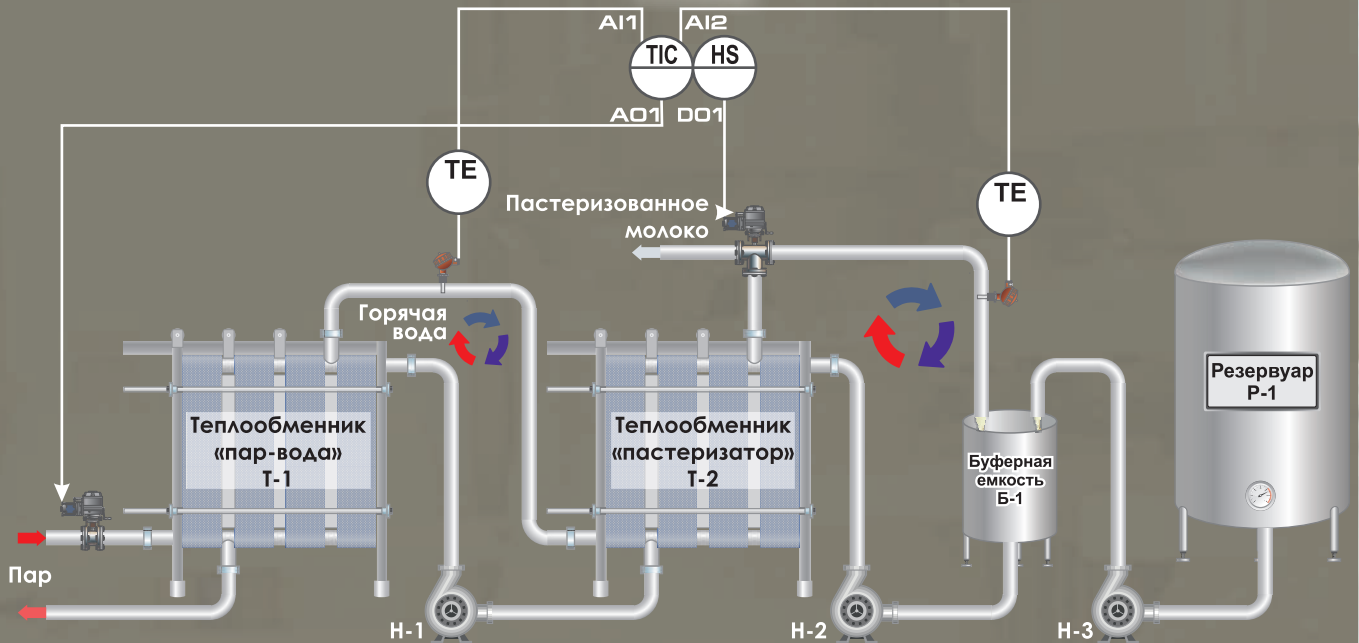 AI1
AI2
TIC
HS
AO1
DO1
TE
TE
Пастеризованное
молоко
Горячая
вода
Резервуар
Р-1
Теплообменник
«пар-вода»
Т-1
Теплообменник
«пастеризатор»
Т-2
Буферная
емкость
Б-1
Пар
Н-1
Н-2
Н-3